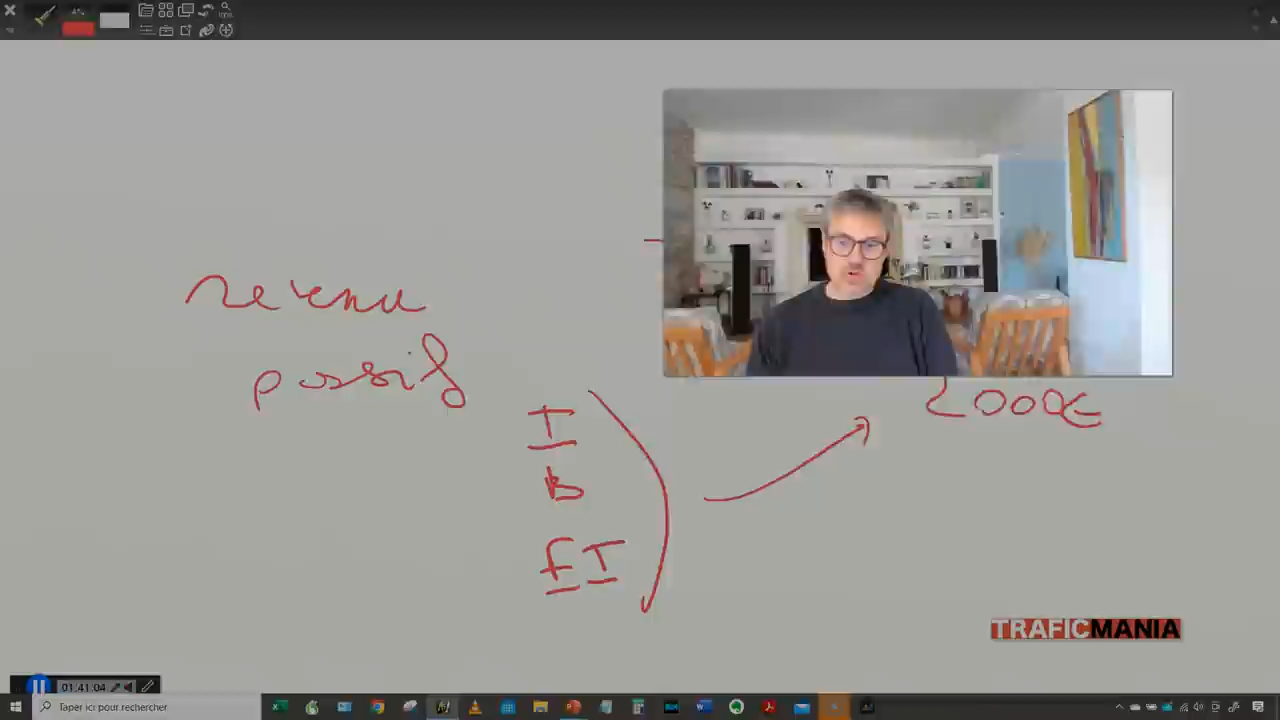 revenu
passif
I
B
FI
2000€
TRAFICMANIA
01:41:04
Taper ici pour rechercher